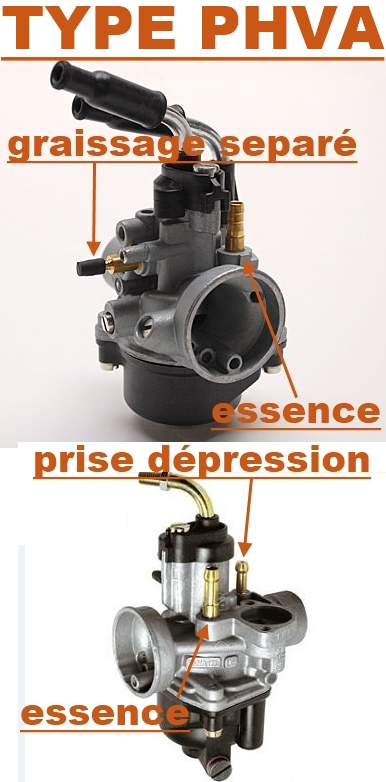 TYPE PHVA
graissage separé
essence
prise dépression
essence